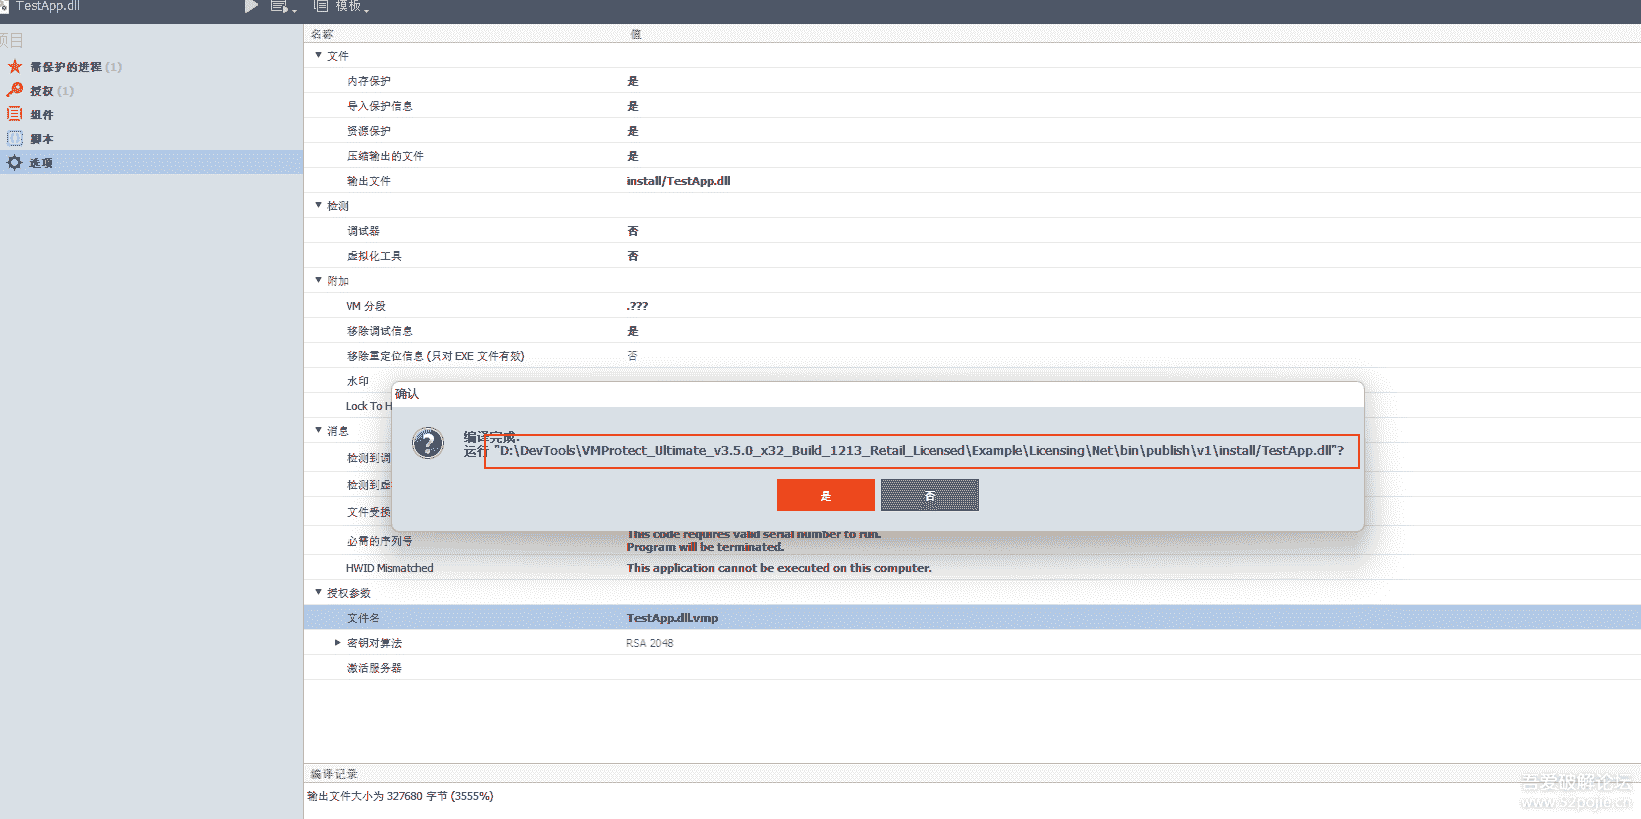 TestApp.dll
模板
项目
名称 值
需保护的进程 (1)
授权 (1)
组件
脚本
选项
文件
内存保护 是
导入保护信息 是
资源保护 是
压缩输出的文件 是
输出文件 install/TestApp.dll
检测
调试器 否
虚拟化工具 否
附加
VM 分段 .???
移除调试信息 是
移除重定位信息 (只对 EXE 文件有效) 否
水印
Lock To H
确认
编译完成.
运行 "D:\DevTools\VMProtect_Ultimate_v3.5.0_x32_Build_1213_Retail_Licensed\Example\Licensing\Net\bin\publish\v1\install/TestApp.dll"?
是 否
消息
检测到调
检测到虚
文件受损
必需的序列号 This code requires valid serial number to run.
Program will be terminated.
HWID Mismatched This application cannot be executed on this computer.
授权参数
文件名 TestApp.dll.vmp
密钥对算法 RSA 2048
激活服务器
编译记录
输出文件大小为 327680 字节 (3555%)
吾爱破解论坛
www.52pojie.cn